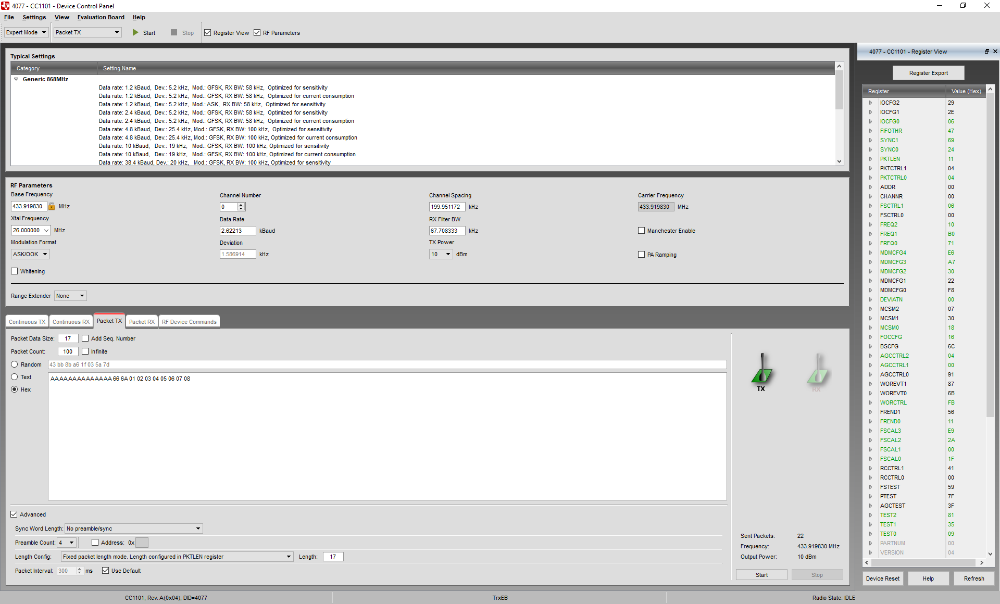 4077 - CC1101 - Device Control Panel
File Settings View Evaluation Board Help
Expert Mode Packet TX Start Stop Register View RF Parameters
Typical Settings
Category Setting Name
Generic 868MHz
Data rate: 1.2 kBaud, Dev.: 5.2 kHz, Mod.: GFSK, RX BW: 58 kHz, Optimized for sensitivity
Data rate: 1.2 kBaud, Dev.: 5.2 kHz, Mod.: GFSK, RX BW: 58 kHz, Optimized for current consumption
Data rate: 1.2 kBaud, Dev.: 5.2 kHz, Mod.: ASK, RX BW: 58 kHz, Optimized for sensitivity
Data rate: 2.4 kBaud, Dev.: 5.2 kHz, Mod.: GFSK, RX BW: 58 kHz, Optimized for sensitivity
Data rate: 2.4 kBaud, Dev.: 5.2 kHz, Mod.: GFSK, RX BW: 58 kHz, Optimized for current consumption
Data rate: 4.8 kBaud, Dev.: 25.4 kHz, Mod.: GFSK, RX BW: 100 kHz, Optimized for sensitivity
Data rate: 4.8 kBaud, Dev.: 25.4 kHz, Mod.: GFSK, RX BW: 100 kHz, Optimized for current consumption
Data rate: 10 kBaud, Dev.: 19 kHz, Mod.: GFSK, RX BW: 100 kHz, Optimized for sensitivity
Data rate: 10 kBaud, Dev.: 19 kHz, Mod.: GFSK, RX BW: 100 kHz, Optimized for current consumption
Data rate: 38.4 kBaud, Dev.: 20 kHz, Mod.: GFSK, RX BW: 100 kHz, Optimized for sensitivity
RF Parameters
Base Frequency Channel Number Channel Spacing Carrier Frequency
433.919830 MHz 0 199.951172 kHz 433.919830 MHz
Xtal Frequency Data Rate RX Filter BW
26.000000 MHz 2.62213 kBaud 67.708333 kHz Manchester Enable
Modulation Format Deviation TX Power
ASK/OOK 1.586914 kHz 10 dBm PA Ramping
Whitening
Range Extender None
Continuous TX Continuous RX Packet TX Packet RX RF Device Commands
Packet Data Size: 17 Add Seq. Number
Packet Count: 100 Infinite
Random 43 bb 8b a6 1f 03 5a 7d
Text
AA AA AA AA AA AA AA 66 6A 01 02 03 04 05 06 07 08
Hex
TX RX
Advanced
Sync Word Length: No preamble/sync
Preamble Count: 4 Address: 0x
Length Config: Fixed packet length mode. Length configured in PKTLEN register Length: 17
Packet Interval: 300 ms Use Default
Sent Packets: 22
Frequency: 433.919830 MHz
Output Power: 10 dBm
Start Stop
4077 - CC1101 - Register View
Register Export
Register Value (Hex)
IOCFG2 29
IOCFG1 2E
IOCFG0 06
FIFOTHR 47
SYNC1 69
SYNC0 24
PKTLEN 11
PKTCTRL1 04
PKTCTRL0 04
ADDR 00
CHANNR 00
FSCTRL1 06
FSCTRL0 00
FREQ2 10
FREQ1 B0
FREQ0 71
MDMCFG4 E6
MDMCFG3 A7
MDMCFG2 30
MDMCFG1 22
MDMCFG0 F8
DEVIATN 00
MCSM2 07
MCSM1 30
MCSM0 18
FOCCFG 16
BSCFG 6C
AGCCTRL2 04
AGCCTRL1 00
AGCCTRL0 91
WOREVT1 87
WOREVT0 6B
WORCTRL FB
FREND1 56
FREND0 11
FSCAL3 E9
FSCAL2 2A
FSCAL1 00
FSCAL0 1F
RCCTRL1 41
RCCTRL0 00
FSTEST 59
PTEST 7F
AGCTEST 3F
TEST2 81
TEST1 35
TEST0 09
PARTNUM 00
VERSION 04
Device Reset Help Refresh
CC1101, Rev. A(0x04), DID=4077 TrxEB Radio State: IDLE